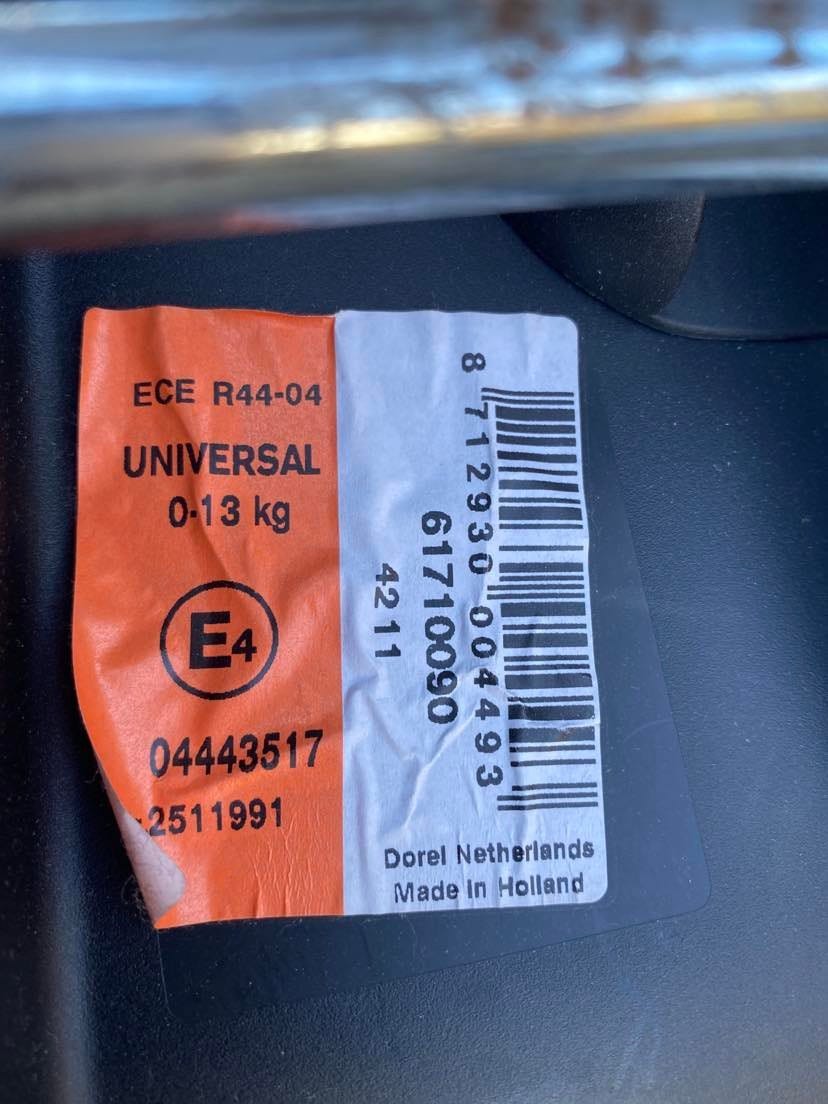 ECE R44-04
UNIVERSAL
0-13 kg
E4
04443517
2511991
8 712930 004493
61710090
4211
Dorel Netherlands
Made in Holland